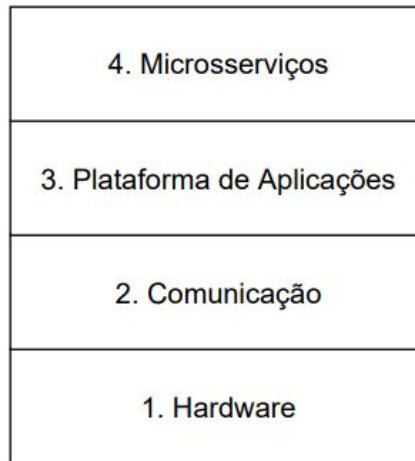 4. Microsserviços
3. Plataforma de Aplicações
2. Comunicação
1. Hardware